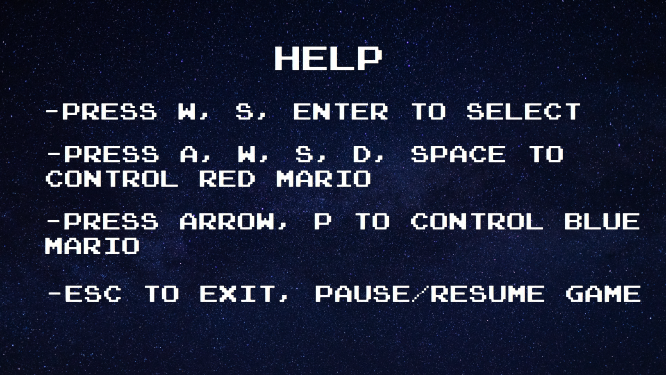 HELP
-PRESS W, S, ENTER TO SELECT
-PRESS A, W, S, D, SPACE TO
CONTROL RED MARIO
-PRESS ARROW, P TO CONTROL BLUE
MARIO
-ESC TO EXIT, PAUSE/RESUME GAME